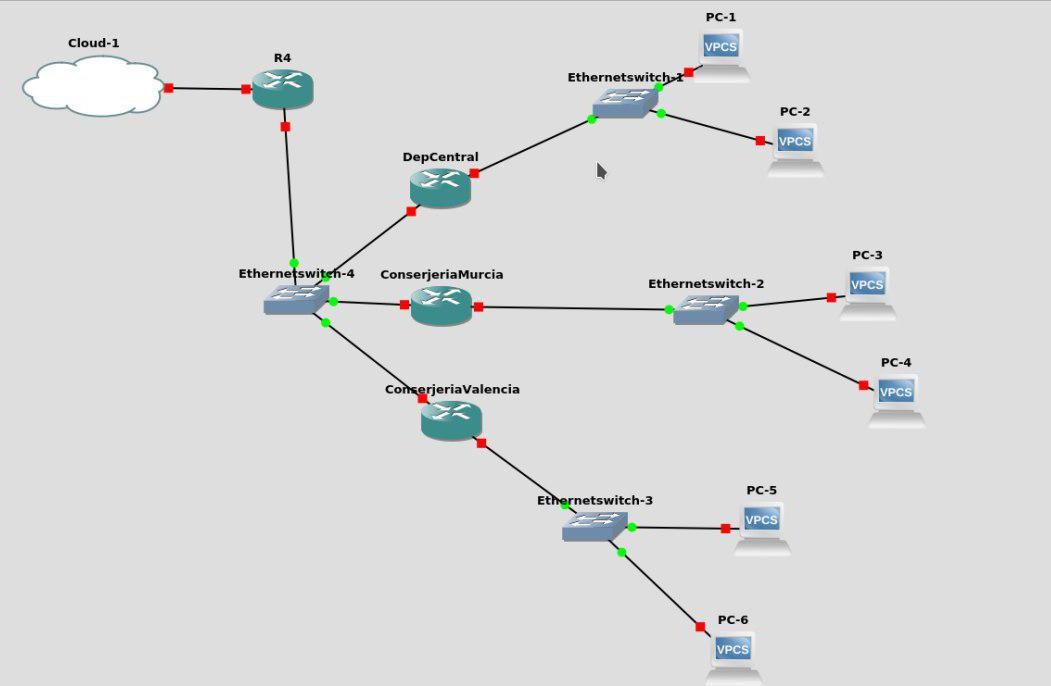 PC-1
Cloud-1
VPCS
R4
Ethernetswitch-1
PC-2
VPCS
DepCentral
PC-3
Ethernetswitch-4
ConserjeriaMurcia
Ethernetswitch-2
VPCS
PC-4
ConserjeriaValencia
VPCS
PC-5
Ethernetswitch-3
VPCS
PC-6
VPCS